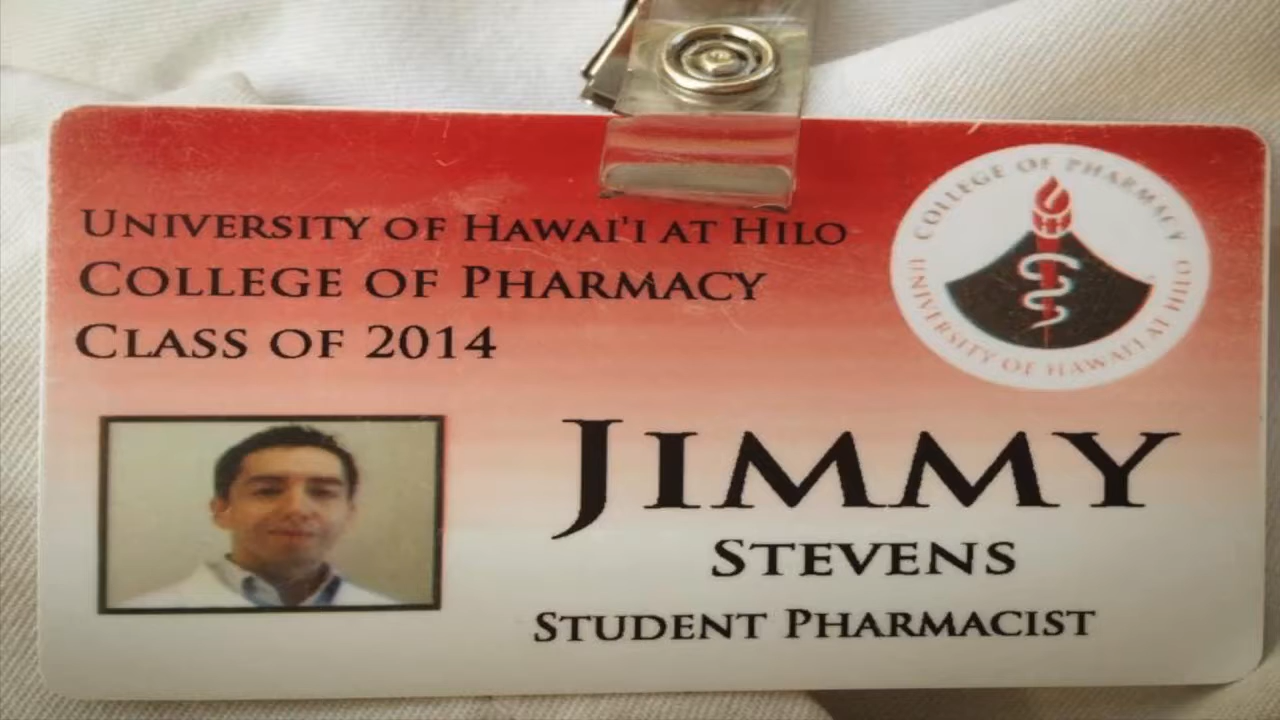 UNIVERSITY OF HAWAI'I AT HILO
COLLEGE OF PHARMACY
CLASS OF 2014
COLLEGE OF PHARMACY
UNIVERSITY OF HAWAI'I AT HILO
JIMMY
STEVENS
STUDENT PHARMACIST